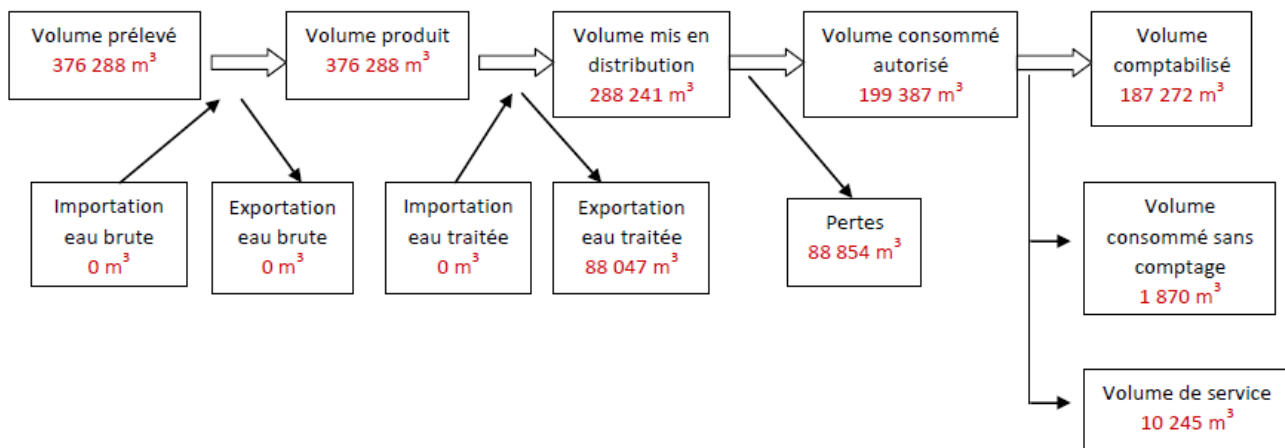 Volume prélevé
376 288 m³
Volume produit
376 288 m³
Volume mis en
distribution
288 241 m³
Volume consommé
autorisé
199 387 m³
Volume
comptabilisé
187 272 m³
Importation
eau brute
0 m³
Exportation
eau brute
0 m³
Importation
eau traitée
0 m³
Exportation
eau traitée
88 047 m³
Pertes
88 854 m³
Volume
consommé sans
comptage
1 870 m³
Volume de service
10 245 m³